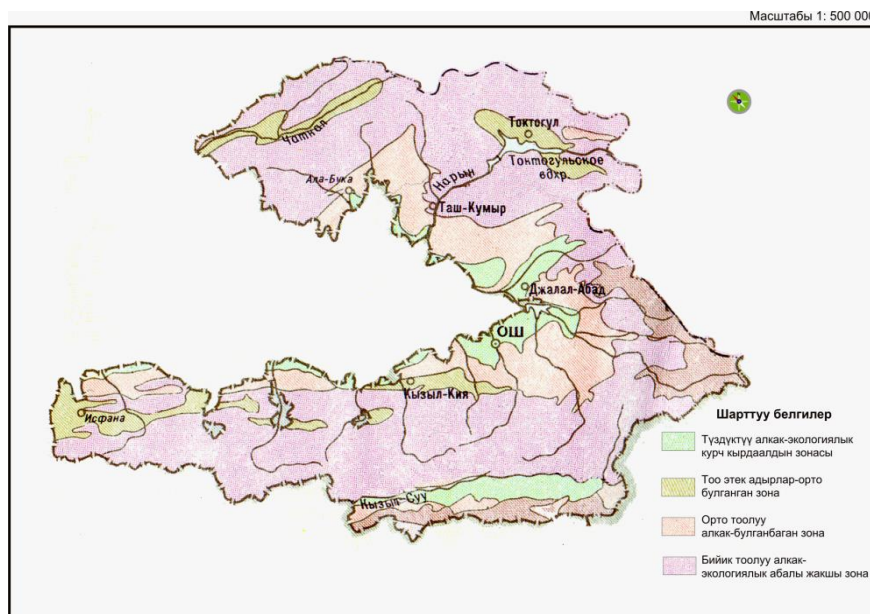 Масштабы 1: 500 000
Чаткал
Токтогул
Токтогульское
вдхр.
Нарын
Ала-Бука
Таш-Кумыр
Джалал-Абад
ОШ
Кызыл-Кия
Исфана
Кызыл-Суу
Шарттуу белгилер
Түздүктүү алкак-экологиялык
курч кырдаалдын зонасы
Тоо этек адырлар-орто
булганган зона
Орто тоолуу
алкак-булганбаган зона
Бийик тоолуу алкак-
экологиялык абалы жакшы зона